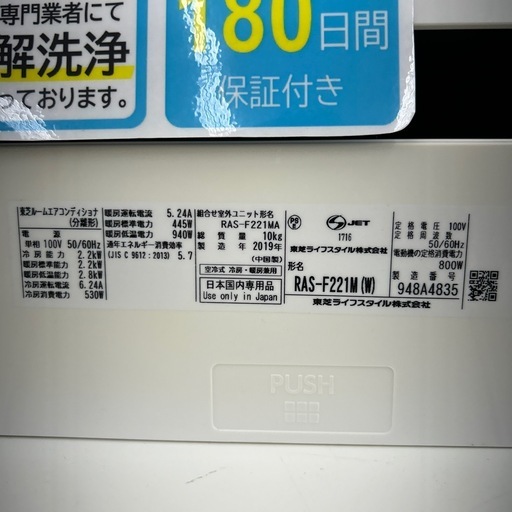 専門業者にて
解洗浄
っております。
180日間
保証付き
東芝ルームエアコンディショナ
(分離形)
電源
単相 100V 50/60Hz
冷房能力 2.2kW
暖房標準能力 2.2kW
暖房低温能力 2.8kW
冷房運転電流 6.24A
冷房消費電力 530W
暖房運転電流 5.24A
暖房標準電力 445W
暖房低温電力 940W
通年エネルギー消費効率
(JIS C 9612:2013) 5.7
組合せ室外ユニット形名
RAS-F221MA
総質量 10kg
製造年 2019年
(中国製)
空冷式 冷房・暖房兼用
日本国内専用品
Use only in Japan
PSE
JET
1716
東芝ライフスタイル株式会社
形名
RAS-F221M(W)
東芝ライフスタイル株式会社
定格電圧 100V
定格周波数
50/60Hz
電動機の定格消費電力
800W
製造番号
948A4835
PUSH